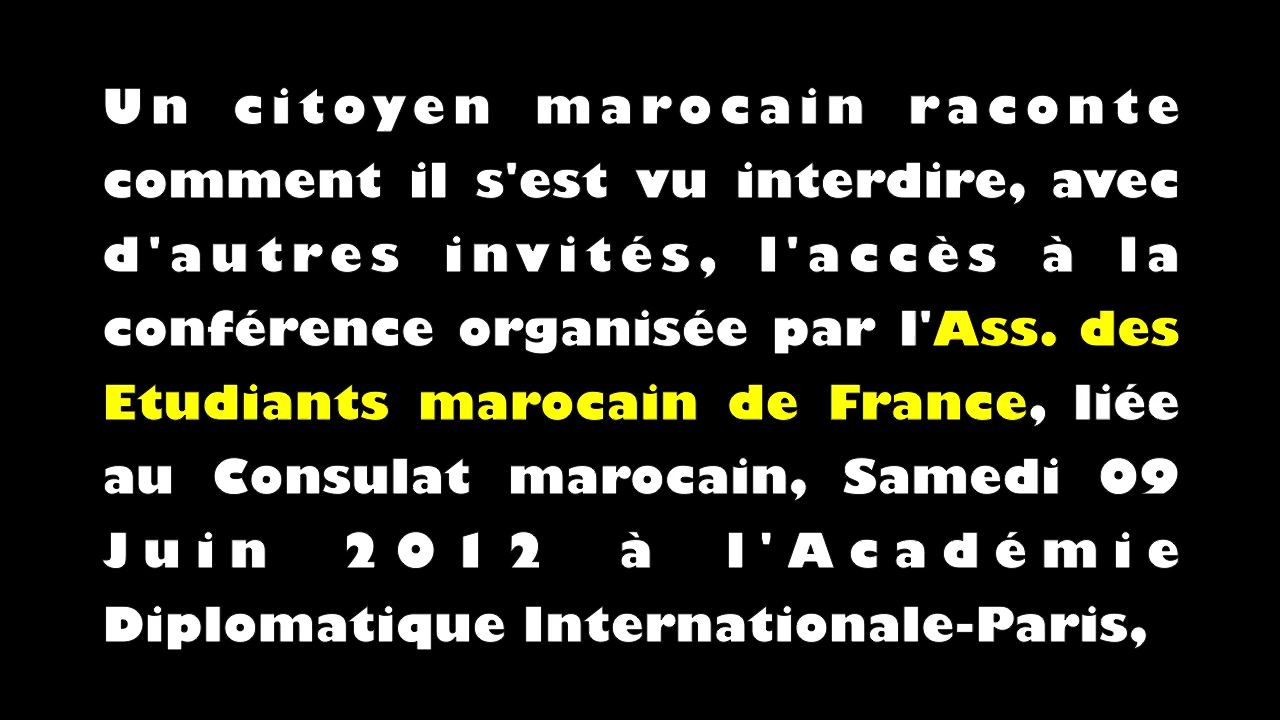 Un citoyen marocain raconte
comment il s'est vu interdire, avec
d'autres invités, l'accès à la
conférence organisée par l'Ass. des
Etudiants marocain de France, liée
au Consulat marocain, Samedi 09
Juin 2012 à l'Académie
Diplomatique Internationale-Paris,